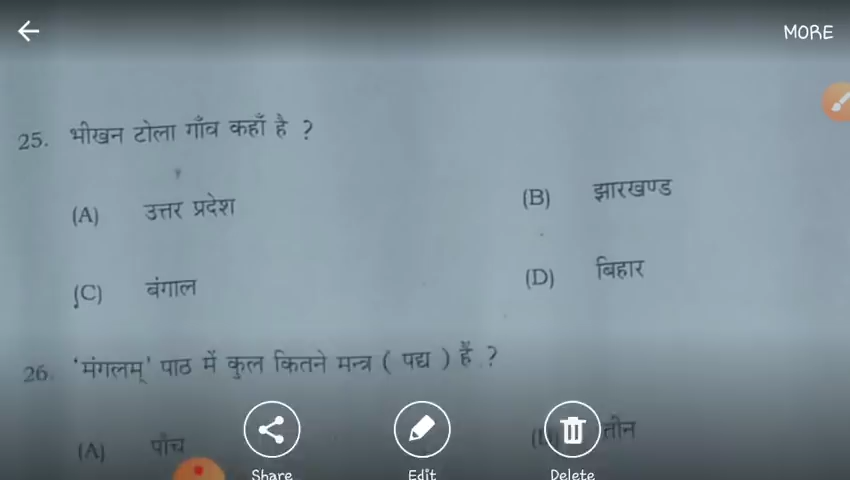 MORE
25. भीखन टोला गाँव कहाँ है ?
(A) उत्तर प्रदेश (B) झारखण्ड
(C) बंगाल (D) बिहार
26. 'मंगलम्' पाठ में कुल कितने मन्त्र ( पद्य ) हैं ?
(A) पाँच तीन
Share Edit Delete